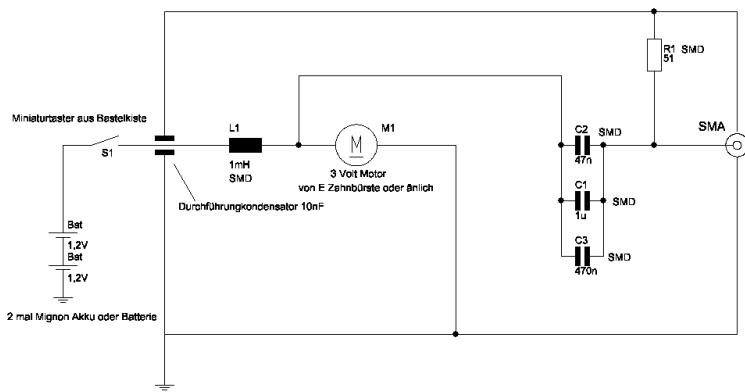 R1 SMD
51
Miniaturtaster aus Bastelkiste
S1
L1
1mH
SMD
M1
M
3 Volt Motor
von E Zahnbürste oder änlich
C2 SMD
47n
SMA
Durchführungkondensator 10nF
C1
1u
SMD
C3
470n
SMD
Bat
1,2V
Bat
1,2V
2 mal Mignon Akku oder Batterie